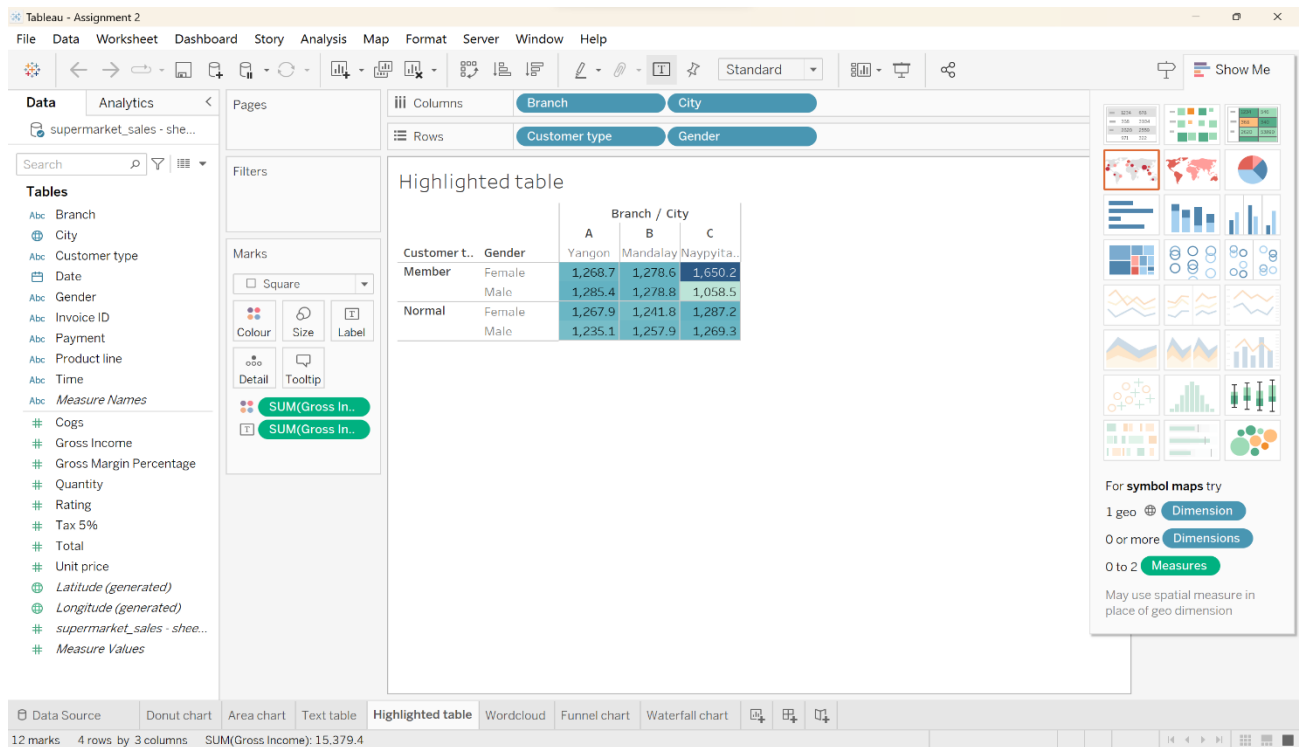 Tableau - Assignment 2
File Data Worksheet Dashboard Story Analysis Map Format Server Window Help
Standard
Show Me
Data Analytics
supermarket_sales - she...
Search
Tables
Abc Branch
City
Abc Customer type
Date
Abc Gender
Abc Invoice ID
Abc Payment
Abc Product line
Abc Time
Abc Measure Names
# Cogs
# Gross Income
# Gross Margin Percentage
# Quantity
# Rating
# Tax 5%
# Total
# Unit price
Latitude (generated)
Longitude (generated)
# supermarket_sales - shee...
# Measure Values
Pages
Filters
Marks
Square
Colour Size Label
Detail Tooltip
SUM(Gross In..
SUM(Gross In..
Columns Branch City
Rows Customer type Gender
Highlighted table
Branch / City
A B C
Customer t.. Gender Yangon Mandalay Naypyita..
Member Female 1,268.7 1,278.6 1,650.2
Male 1,285.4 1,278.8 1,058.5
Normal Female 1,267.9 1,241.8 1,287.2
Male 1,235.1 1,257.9 1,269.3
For symbol maps try
1 geo Dimension
0 or more Dimensions
0 to 2 Measures
May use spatial measure in
place of geo dimension
Data Source Donut chart Area chart Text table Highlighted table Wordcloud Funnel chart Waterfall chart
12 marks 4 rows by 3 columns SUM(Gross Income): 15,379.4